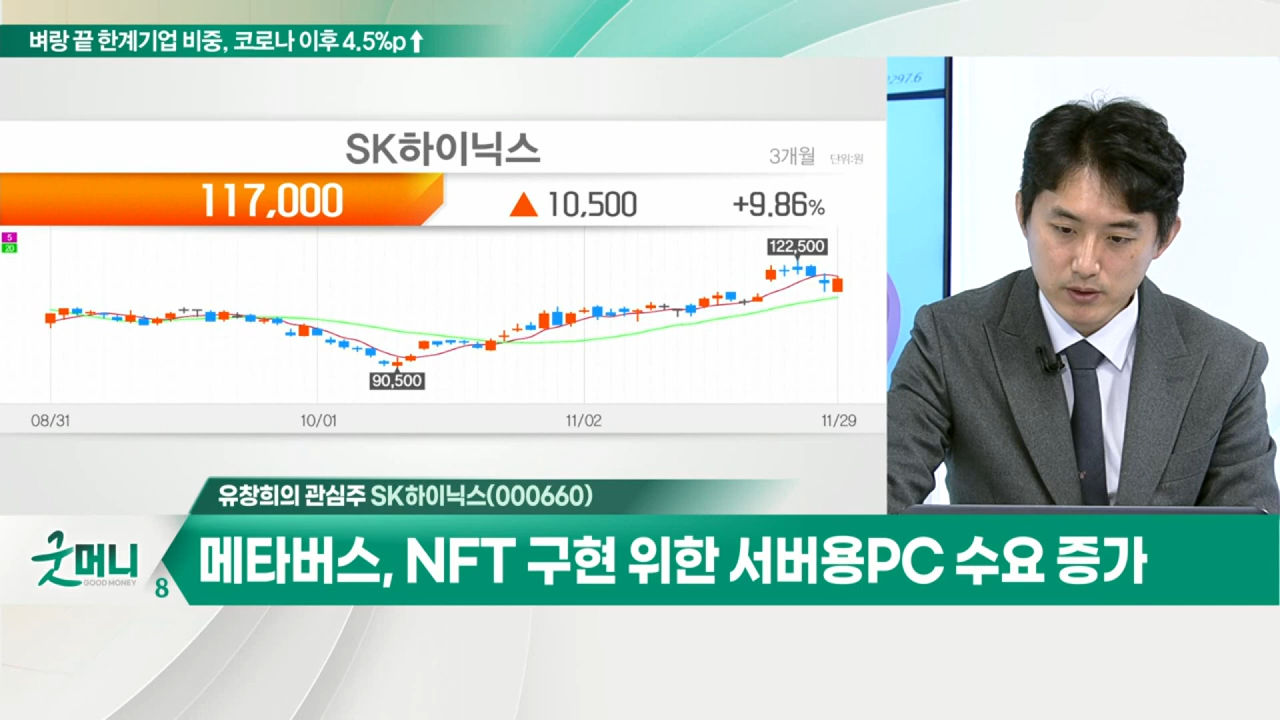 벼랑 끝 한계기업 비중, 코로나 이후 4.5%p⬆
297.6
SK하이닉스
3개월 단위:원
117,000 ▲ 10,500 +9.86%
5
20
122,500
90,500
08/31 10/01 11/02 11/29
유창희의 관심주 SK하이닉스(000660)
굿머니
GOOD MONEY
8
메타버스, NFT 구현 위한 서버용PC 수요 증가